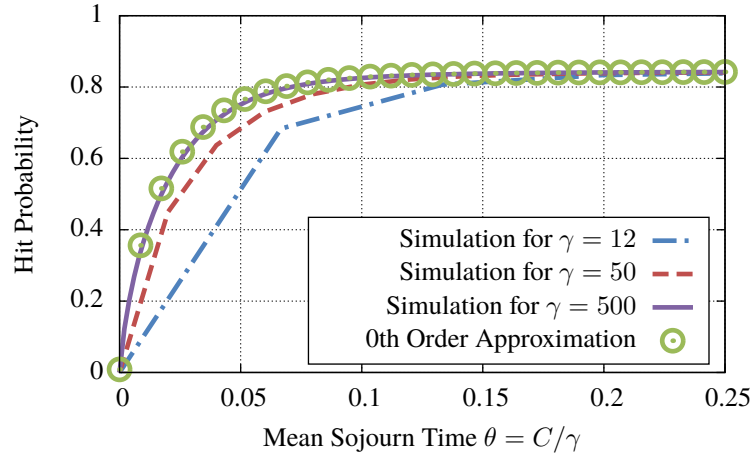 1
0.8
0.6
0.4
0.2
0
Hit Probability
Simulation for γ = 12
Simulation for γ = 50
Simulation for γ = 500
0th Order Approximation
0 0.05 0.1 0.15 0.2 0.25
Mean Sojourn Time θ = C/γ